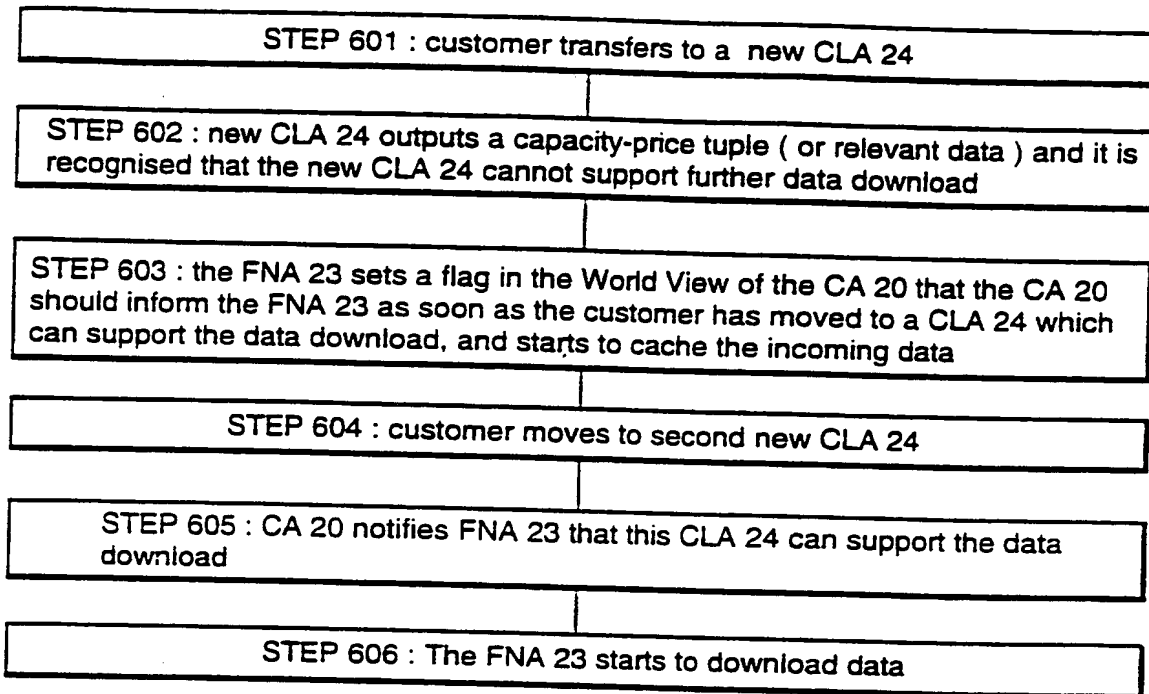 STEP 601 : customer transfers to a new CLA 24
STEP 602 : new CLA 24 outputs a capacity-price tuple ( or relevant data ) and it is
recognised that the new CLA 24 cannot support further data download
STEP 603 : the FNA 23 sets a flag in the World View of the CA 20 that the CA 20
should inform the FNA 23 as soon as the customer has moved to a CLA 24 which
can support the data download, and starts to cache the incoming data
STEP 604 : customer moves to second new CLA 24
STEP 605 : CA 20 notifies FNA 23 that this CLA 24 can support the data
download
STEP 606 : The FNA 23 starts to download data